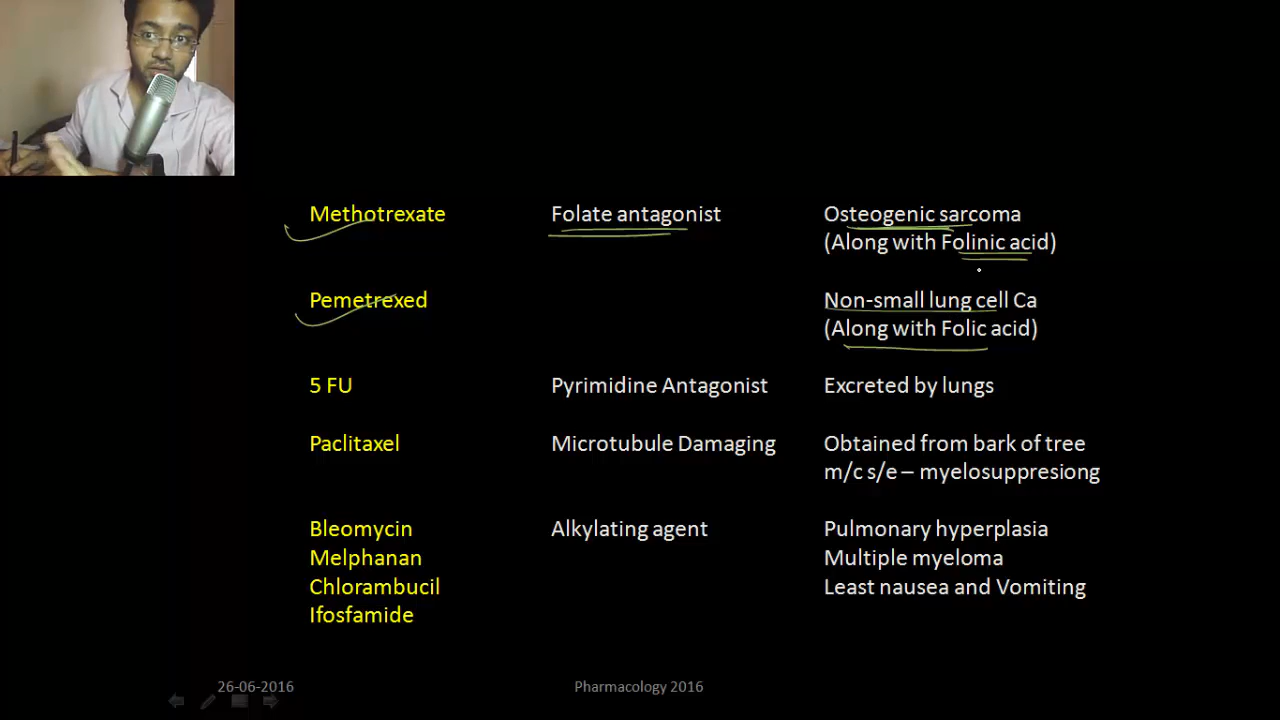 Methotrexate Folate antagonist Osteogenic sarcoma
(Along with Folinic acid)
Pemetrexed Non-small lung cell Ca
(Along with Folic acid)
5 FU Pyrimidine Antagonist Excreted by lungs
Paclitaxel Microtubule Damaging Obtained from bark of tree
m/c s/e – myelosuppresiong
Bleomycin Alkylating agent Pulmonary hyperplasia
Melphanan Multiple myeloma
Chlorambucil Least nausea and Vomiting
Ifosfamide
26-06-2016 Pharmacology 2016